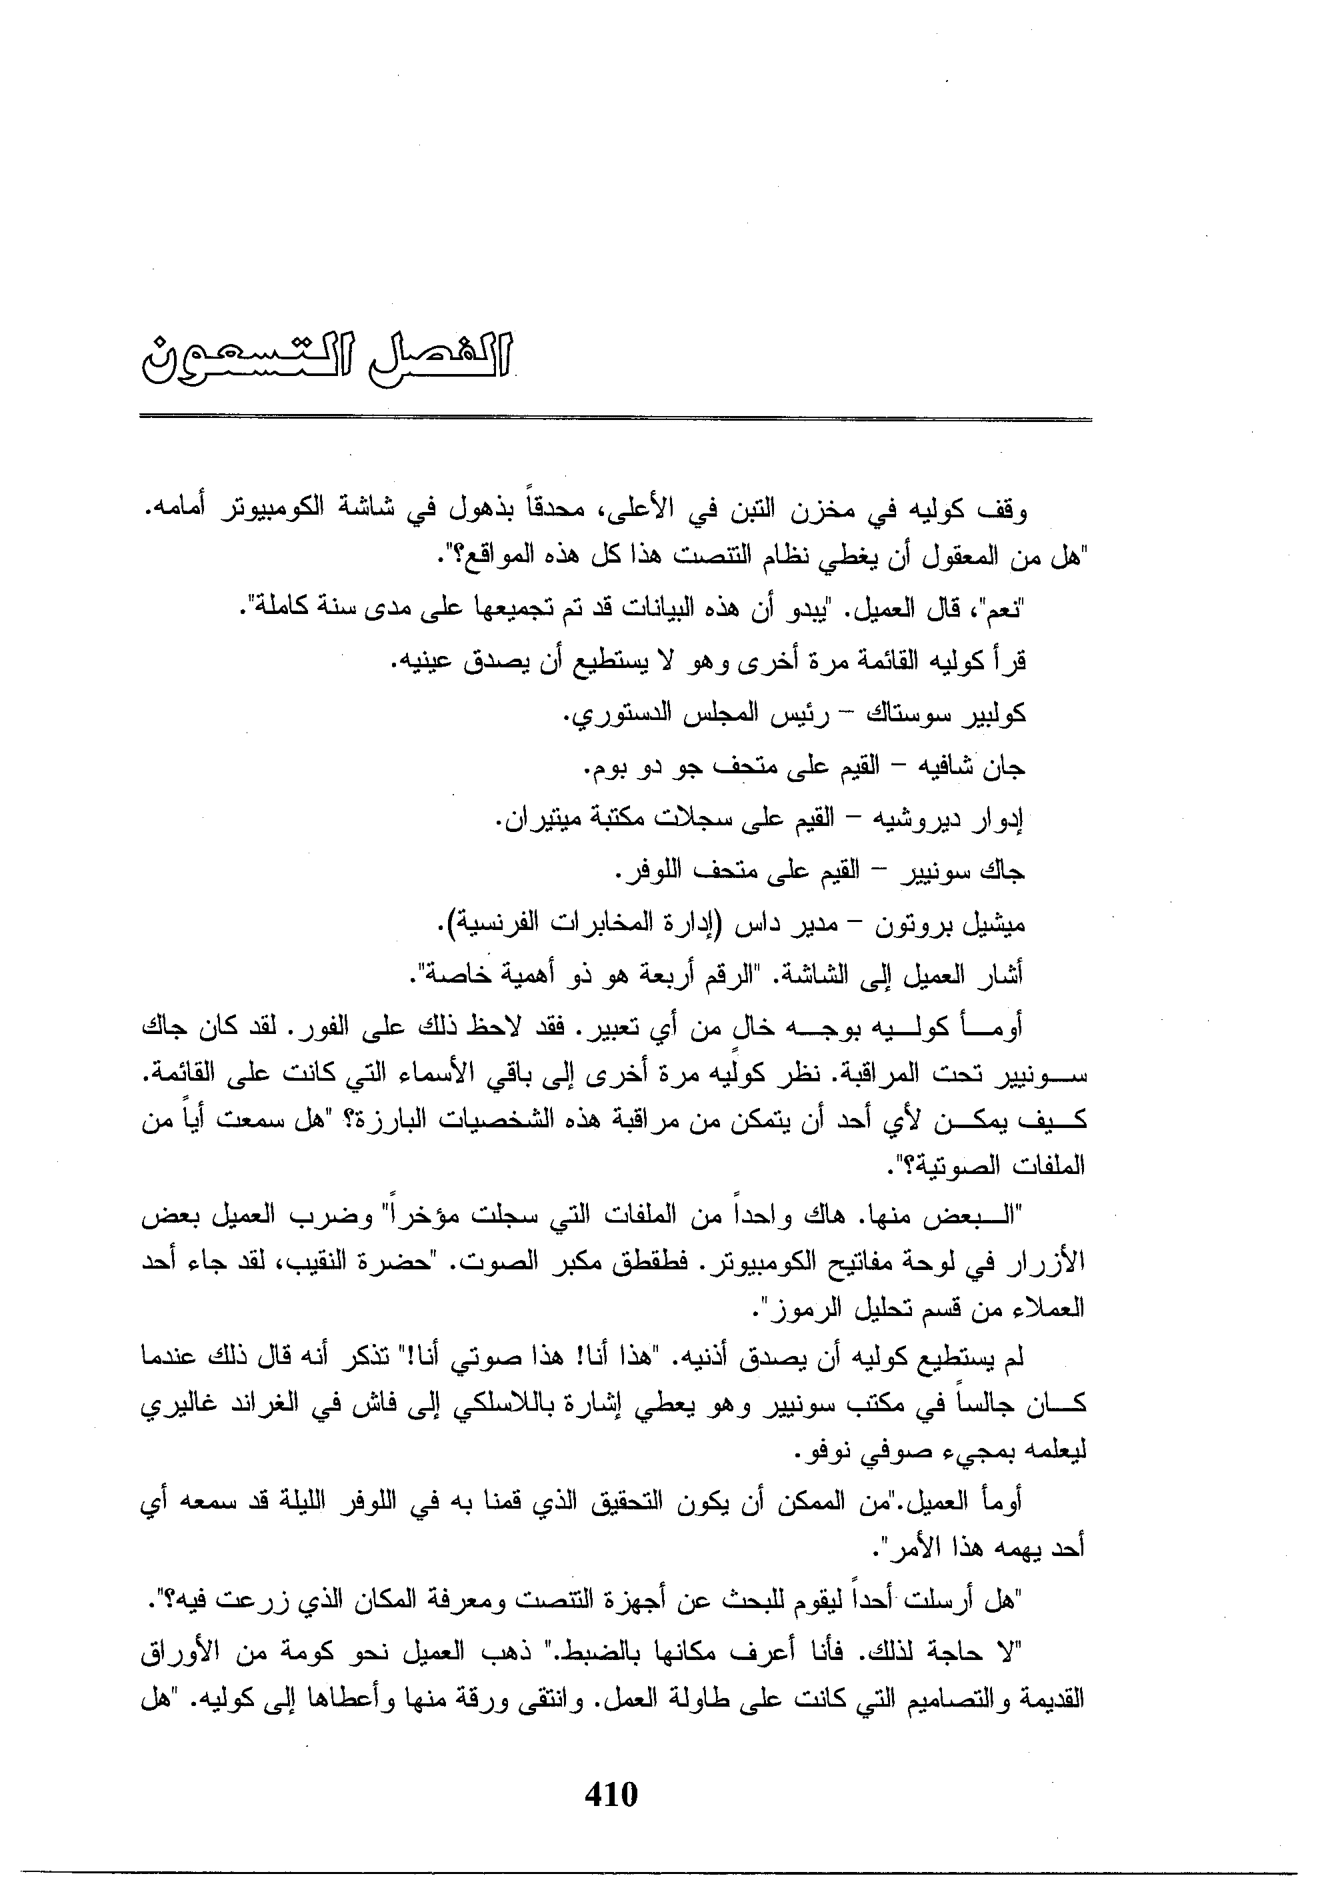 الفصل التسعون
وقف كوليه في مخزن التبن في الأعلى، محدقاً بذهول في شاشة الكومبيوتر أمامه.
"هل من المعقول أن يغطي نظام التنصت هذا كل هذه المواقع؟".
"نعم"، قال العميل. "يبدو أن هذه البيانات قد تم تجميعها على مدى سنة كاملة".
قرأ كوليه القائمة مرة أخرى وهو لا يستطيع أن يصدق عينيه.
كولبير سوستاك – رئيس المجلس الدستوري.
جان شافيه – القيم على متحف جو دو بوم.
إدوار ديروشيه – القيم على سجلات مكتبة ميتيران.
جاك سونيير – القيم على متحف اللوفر.
ميشيل بروتون – مدير داس (إدارة المخابرات الفرنسية).
أشار العميل إلى الشاشة. "الرقم أربعة هو ذو أهمية خاصة".
أومأ كوليه بوجه خالٍ من أي تعبير. فقد لاحظ ذلك على الفور. لقد كان جاك
سونيير تحت المراقبة. نظر كوليه مرة أخرى إلى باقي الأسماء التي كانت على القائمة.
كيف يمكن لأي أحد أن يتمكن من مراقبة هذه الشخصيات البارزة؟ "هل سمعت أياً من
الملفات الصوتية؟".
"البعض منها. هاك واحداً من الملفات التي سجلت مؤخراً" وضرب العميل بعض
الأزرار في لوحة مفاتيح الكومبيوتر. فطقطق مكبر الصوت. "حضرة النقيب، لقد جاء أحد
العملاء من قسم تحليل الرموز".
لم يستطيع كوليه أن يصدق أذنيه. "هذا أنا! هذا صوتي أنا!" تذكر أنه قال ذلك عندما
كان جالساً في مكتب سونيير وهو يعطي إشارة باللاسلكي إلى فاش في الغراند غاليري
ليعلمه بمجيء صوفي نوفو.
أومأ العميل."من الممكن أن يكون التحقيق الذي قمنا به في اللوفر الليلة قد سمعه أي
أحد يهمه هذا الأمر".
"هل أرسلت أحداً ليقوم للبحث عن أجهزة التنصت ومعرفة المكان الذي زرعت فيه؟".
"لا حاجة لذلك. فأنا أعرف مكانها بالضبط." ذهب العميل نحو كومة من الأوراق
القديمة والتصاميم التي كانت على طاولة العمل. وانتقى ورقة منها وأعطاها إلى كوليه. "هل
410